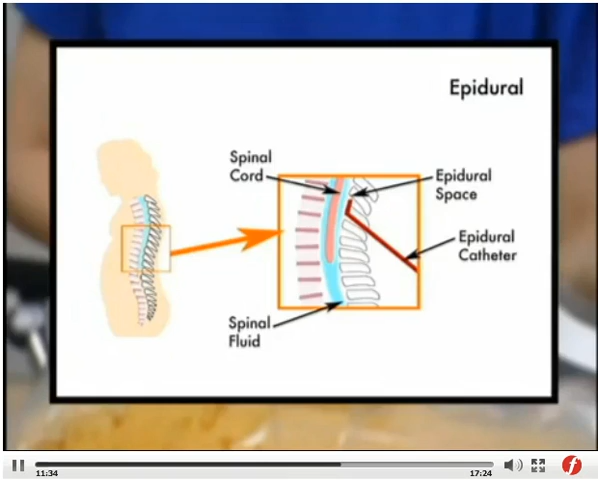 Epidural
Spinal
Cord
Epidural
Space
Epidural
Catheter
Spinal
Fluid
11:34
17:24
f